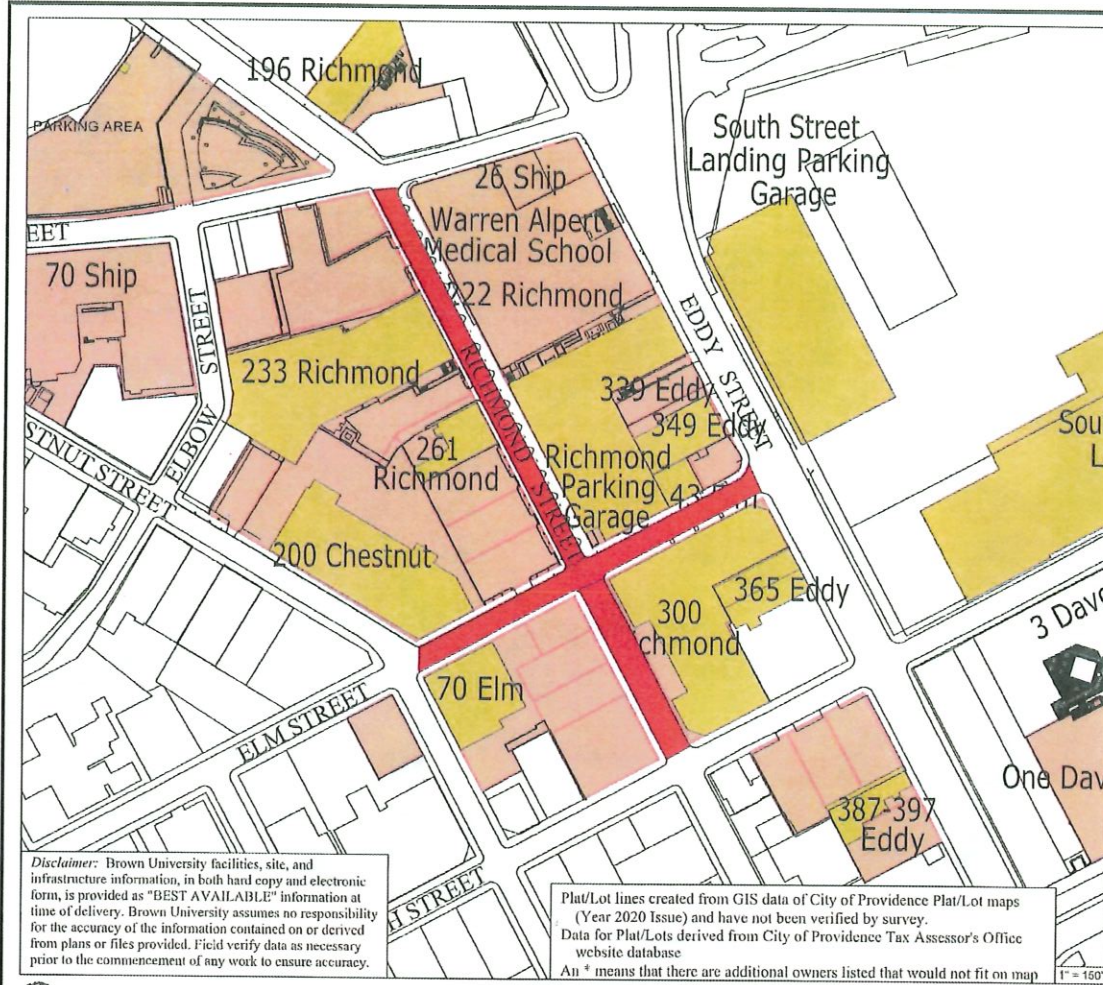 196 Richmond
PARKING AREA
South Street
Landing Parking
Garage
26 Ship
Warren Alpert
Medical School
222 Richmond
EET
70 Ship
STREET
ELBOW
EDDY STREET
233 Richmond
RICHMOND STREET
339 Eddy
349 Eddy
261
Richmond
Richmond
Parking
Garage
Sou
L
STNUT STREET
200 Chestnut
365 Eddy
300
chmond
3 Dav
70 Elm
ELM STREET
One Dav
387-397
Eddy
H STREET
Disclaimer: Brown University facilities, site, and
infrastructure information, in both hard copy and electronic
form, is provided as "BEST AVAILABLE" information at
time of delivery. Brown University assumes no responsibility
for the accuracy of the information contained on or derived
from plans or files provided. Field verify data as necessary
prior to the commencement of any work to ensure accuracy.
Plat/Lot lines created from GIS data of City of Providence Plat/Lot maps
(Year 2020 Issue) and have not been verified by survey.
Data for Plat/Lots derived from City of Providence Tax Assessor's Office
website database
An * means that there are additional owners listed that would not fit on map
1" = 150'